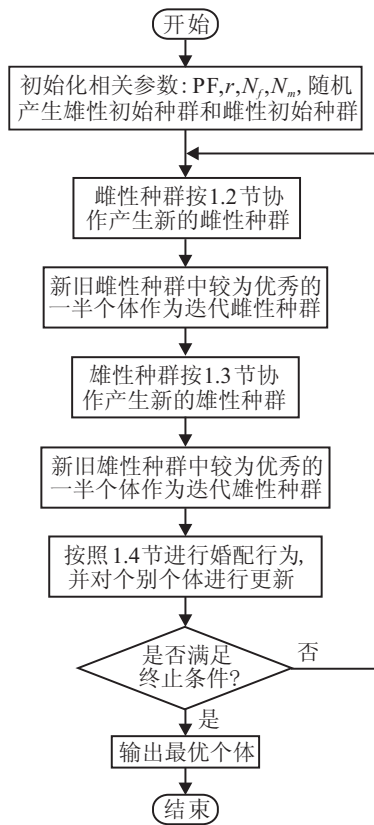 开始
初始化相关参数: PF,r,N_f,N_m, 随机
产生雄性初始种群和雌性初始种群
雌性种群按1.2节协
作产生新的雌性种群
新旧雌性种群中较为优秀的
一半个体作为迭代雌性种群
雄性种群按1.3节协
作产生新的雄性种群
新旧雄性种群中较为优秀的
一半个体作为迭代雄性种群
按照1.4节进行婚配行为,
并对个别个体进行更新
是否满足
终止条件?
否
是
输出最优个体
结束